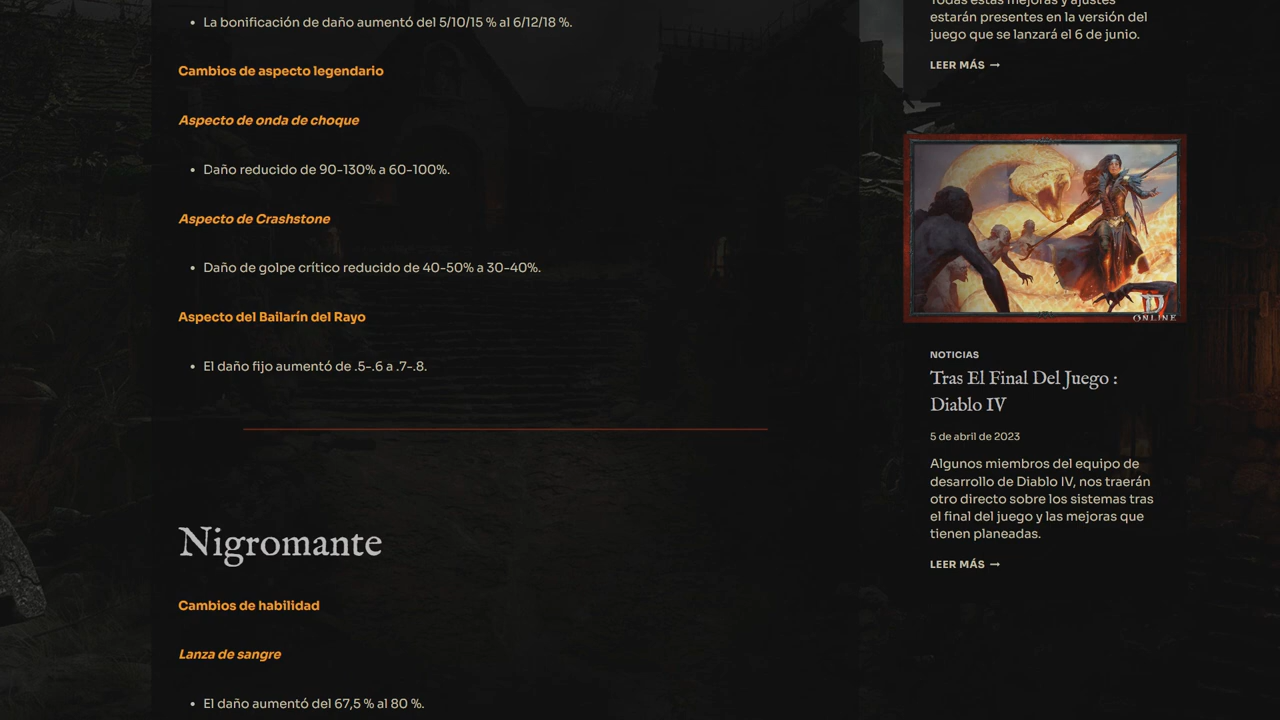 La bonificación de daño aumentó del 5/10/15 % al 6/12/18 %.
Cambios de aspecto legendario
Aspecto de onda de choque
Daño reducido de 90-130% a 60-100%.
Aspecto de Crashstone
Daño de golpe crítico reducido de 40-50% a 30-40%.
Aspecto del Bailarín del Rayo
El daño fijo aumentó de .5-.6 a .7-.8.
Nigromante
Cambios de habilidad
Lanza de sangre
El daño aumentó del 67,5 % al 80 %.
Todas estas mejoras y ajustes
estarán presentes en la versión del
juego que se lanzará el 6 de junio.
LEER MÁS →
ONLINE
NOTICIAS
Tras El Final Del Juego :
Diablo IV
5 de abril de 2023
Algunos miembros del equipo de
desarrollo de Diablo IV, nos traerán
otro directo sobre los sistemas tras
el final del juego y las mejoras que
tienen planeadas.
LEER MÁS →